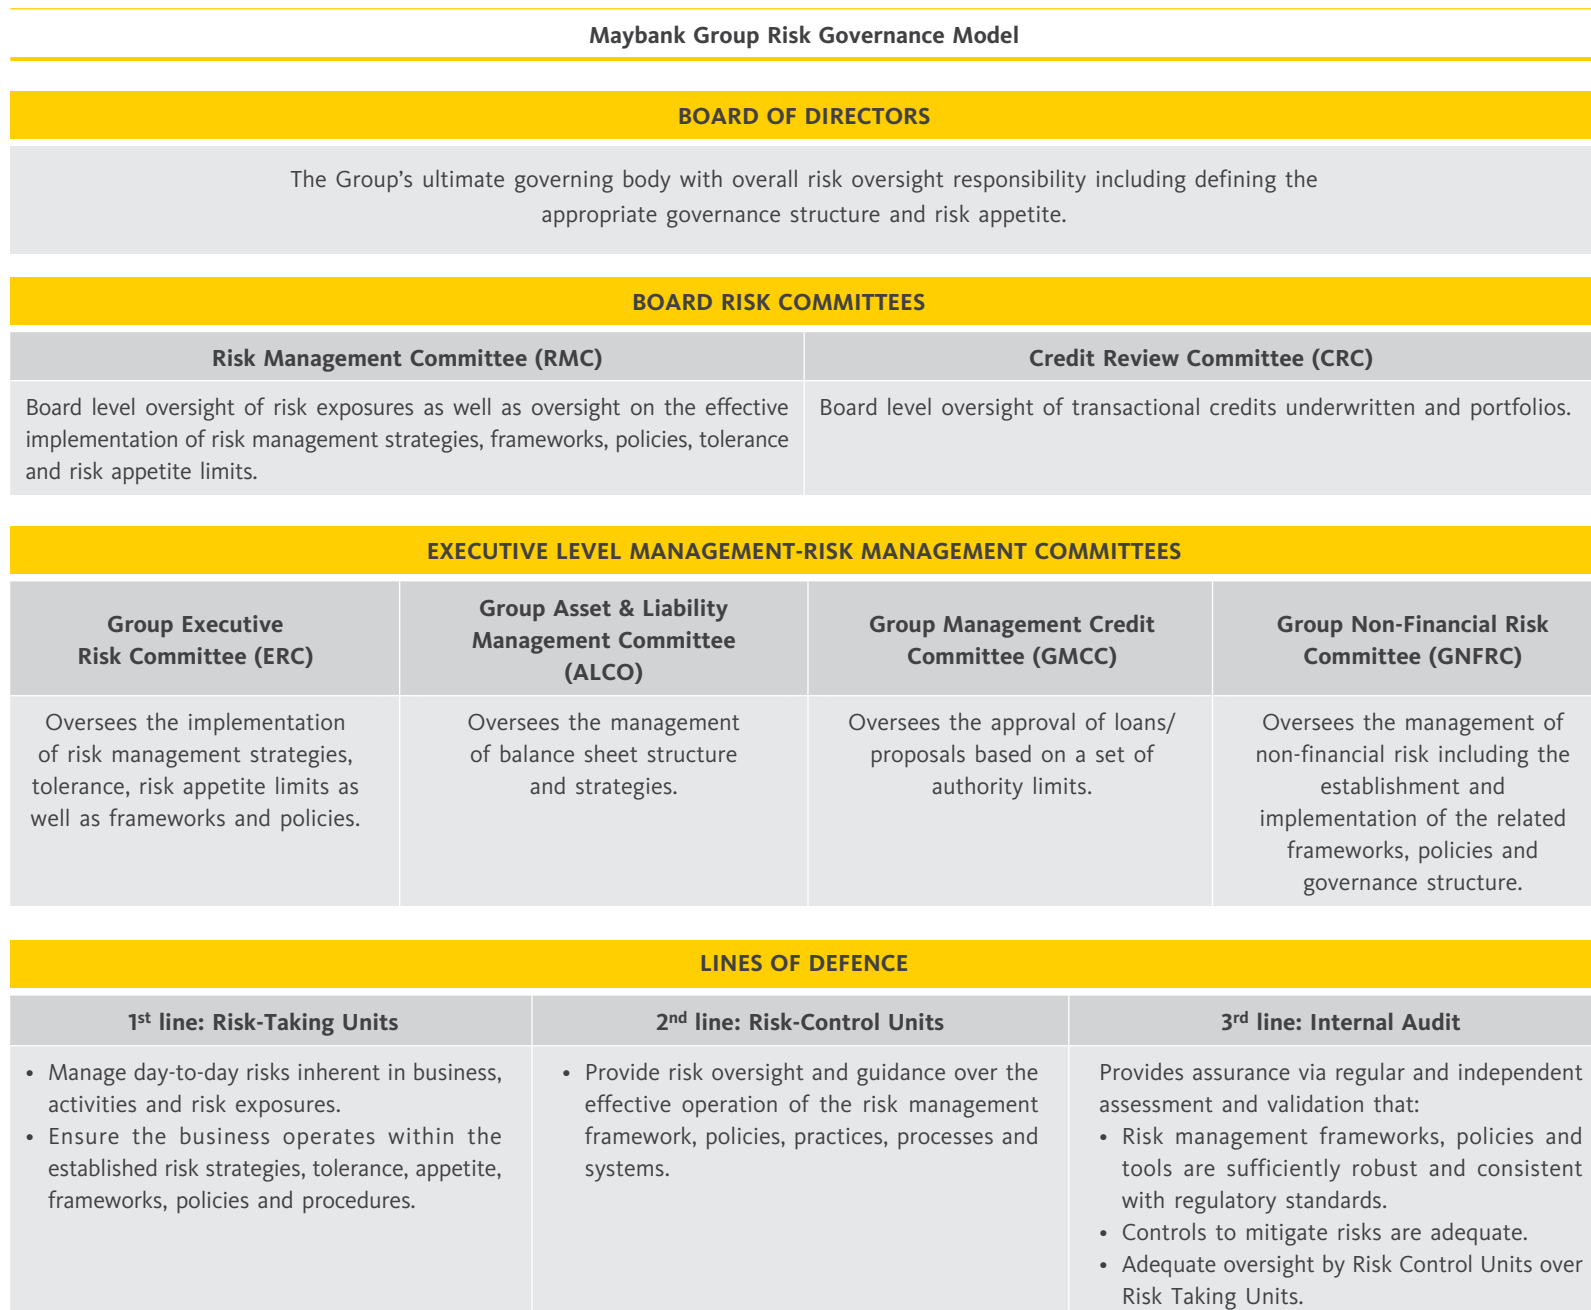 Maybank Group Risk Governance Model
BOARD OF DIRECTORS
The Group's ultimate governing body with overall risk oversight responsibility including defining the
appropriate governance structure and risk appetite.
BOARD RISK COMMITTEES
Risk Management Committee (RMC)
Board level oversight of risk exposures as well as oversight on the effective
implementation of risk management strategies, frameworks, policies, tolerance
and risk appetite limits.
Credit Review Committee (CRC)
Board level oversight of transactional credits underwritten and portfolios.
EXECUTIVE LEVEL MANAGEMENT-RISK MANAGEMENT COMMITTEES
Group Executive
Risk Committee (ERC)
Oversees the implementation
of risk management strategies,
tolerance, risk appetite limits as
well as frameworks and policies.
Group Asset & Liability
Management Committee
(ALCO)
Oversees the management
of balance sheet structure
and strategies.
Group Management Credit
Committee (GMCC)
Oversees the approval of loans/
proposals based on a set of
authority limits.
Group Non-Financial Risk
Committee (GNFRC)
Oversees the management of
non-financial risk including the
establishment and
implementation of the related
frameworks, policies and
governance structure.
LINES OF DEFENCE
1st line: Risk-Taking Units
• Manage day-to-day risks inherent in business,
activities and risk exposures.
• Ensure the business operates within the
established risk strategies, tolerance, appetite,
frameworks, policies and procedures.
2nd line: Risk-Control Units
• Provide risk oversight and guidance over the
effective operation of the risk management
framework, policies, practices, processes and
systems.
3rd line: Internal Audit
Provides assurance via regular and independent
assessment and validation that:
• Risk management frameworks, policies and
tools are sufficiently robust and consistent
with regulatory standards.
• Controls to mitigate risks are adequate.
• Adequate oversight by Risk Control Units over
Risk Taking Units.